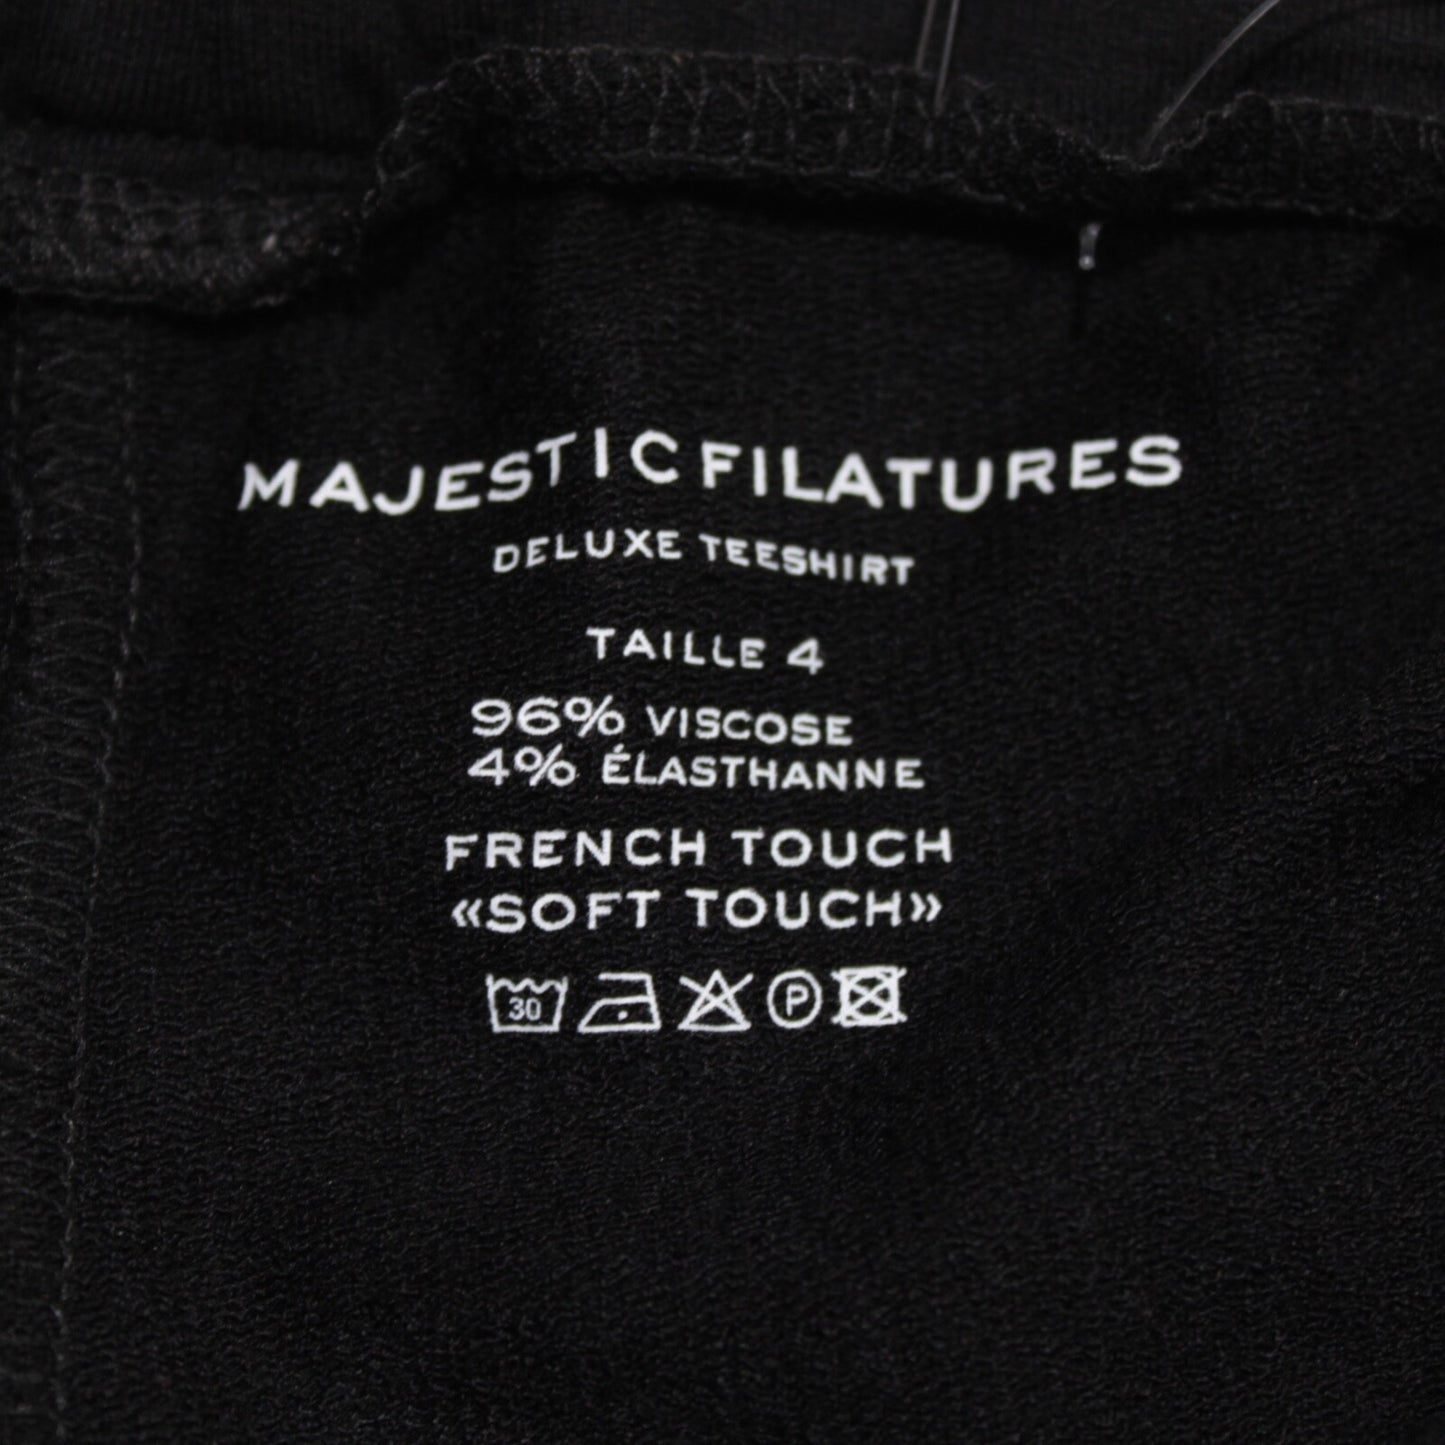 MAJESTIC FILATURES
DELUXE TEESHIRT
TAILLE 4
96% VISCOSE
4% ÉLASTHANNE
FRENCH TOUCH
«SOFT TOUCH»
30 P